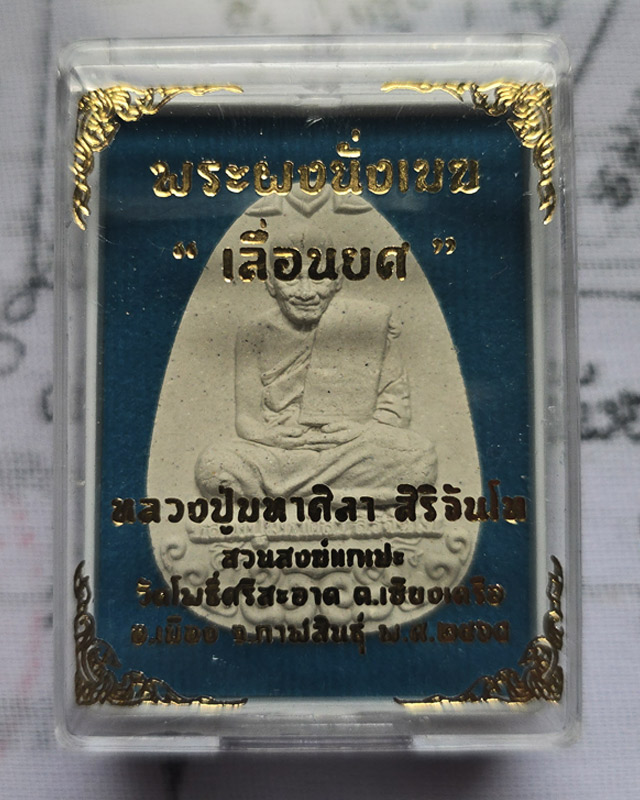 พระผงนั่งเมฆ
“ เลื่อนยศ ”
หลวงปู่มหาศิลา สิริจันโท
สวนสงฆ์แกเปะ
วัดโพธิ์ศรีสะอาด ต.เชียงเครือ
อ.เมือง จ.กาฬสินธุ์ พ.ศ.๒๕๖๕